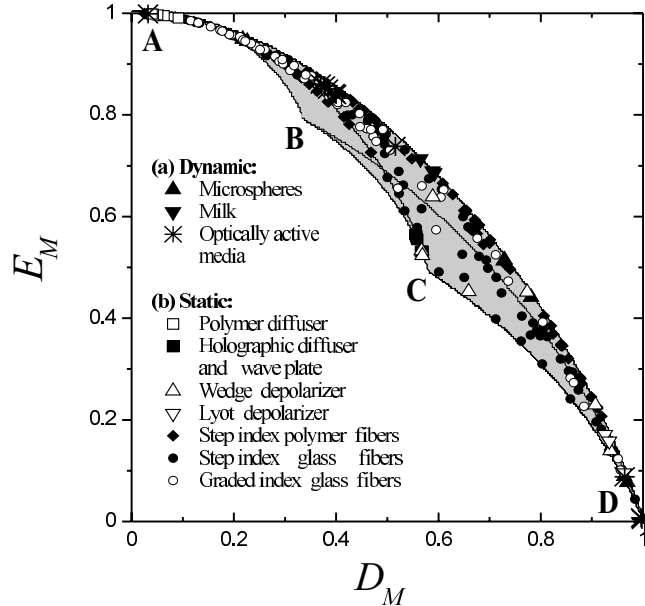 1
0.8
0.6
0.4
0.2
0
E_M
A
B
C
D
(a) Dynamic:
Microspheres
Milk
Optically active
media
(b) Static:
Polymer diffuser
Holographic diffuser
and wave plate
Wedge depolarizer
Lyot depolarizer
Step index polymer fibers
Step index glass fibers
Graded index glass fibers
0 0.2 0.4 0.6 0.8 1
D_M